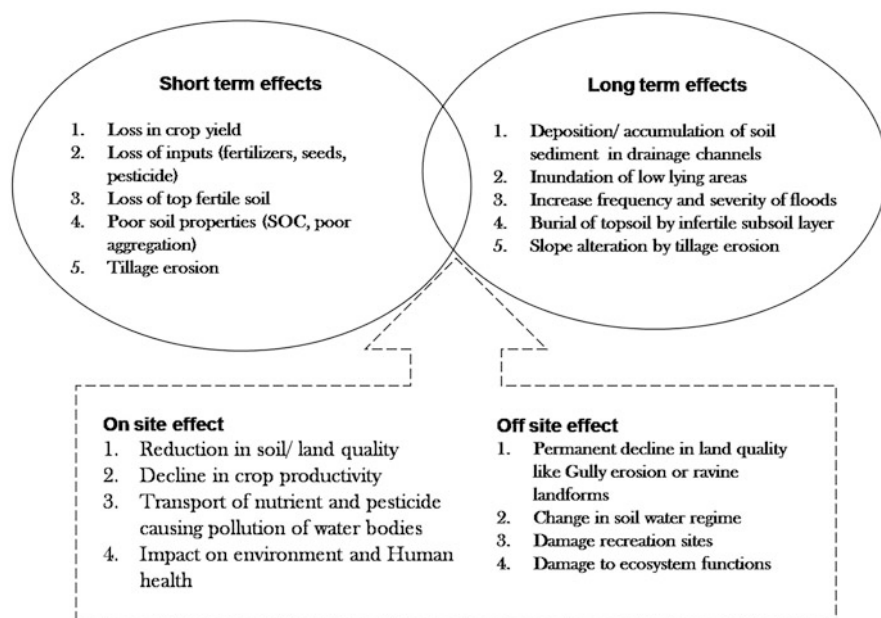 Short term effects
1. Loss in crop yield
2. Loss of inputs (fertilizers, seeds,
pesticide)
3. Loss of top fertile soil
4. Poor soil properties (SOC, poor
aggregation)
5. Tillage erosion
Long term effects
1. Deposition/ accumulation of soil
sediment in drainage channels
2. Inundation of low lying areas
3. Increase frequency and severity of floods
4. Burial of topsoil by infertile subsoil layer
5. Slope alteration by tillage erosion
On site effect
1. Reduction in soil/ land quality
2. Decline in crop productivity
3. Transport of nutrient and pesticide
causing pollution of water bodies
4. Impact on environment and Human
health
Off site effect
1. Permanent decline in land quality
like Gully erosion or ravine
landforms
2. Change in soil water regime
3. Damage recreation sites
4. Damage to ecosystem functions